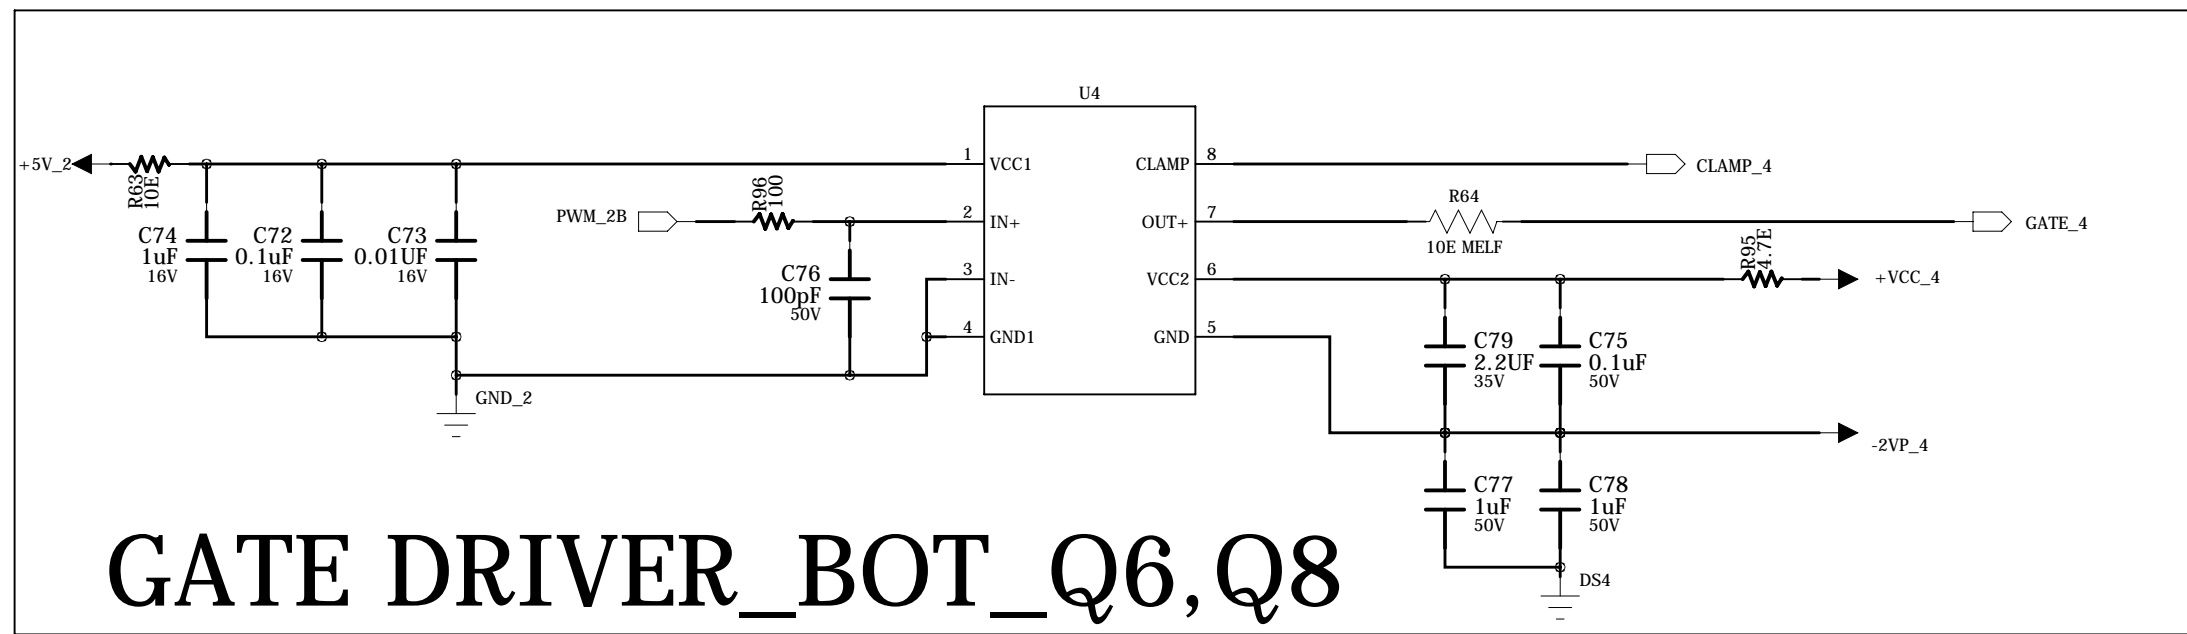 U4
+5V_2
R63
10E
1
VCC1
CLAMP
8
CLAMP_4
R96
100
PWM_2B
2
IN+
OUT+
7
R64
10E MELF
GATE_4
C74
1uF
16V
C72
0.1uF
16V
C73
0.01UF
16V
C76
100pF
50V
3
IN-
VCC2
6
R95
4.7E
+VCC_4
4
GND1
GND
5
C79
2.2UF
35V
C75
0.1uF
50V
GND_2
-2VP_4
C77
1uF
50V
C78
1uF
50V
DS4
GATE DRIVER_BOT_Q6,Q8